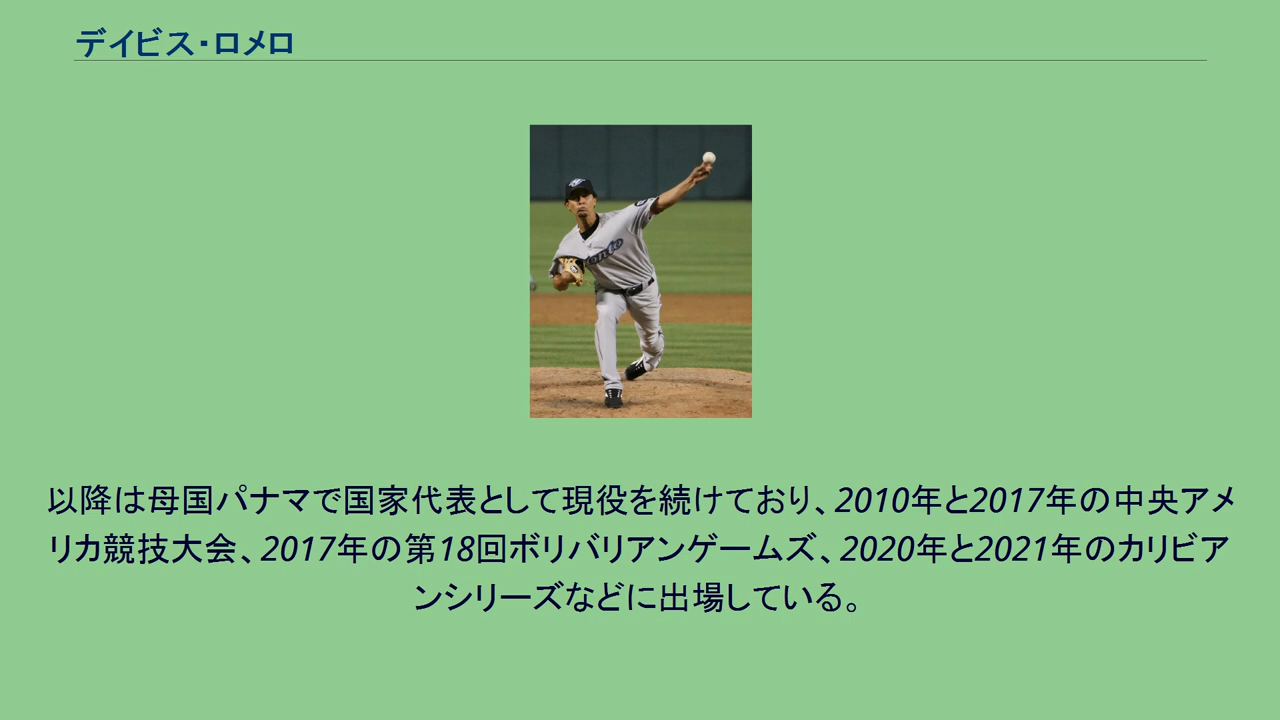 デイビス・ロメロ
以降は母国パナマで国家代表として現役を続けており、2010年と2017年の中央アメ
リカ競技大会、2017年の第18回ボリバリアンゲームズ、2020年と2021年のカリビア
ンシリーズなどに出場している。